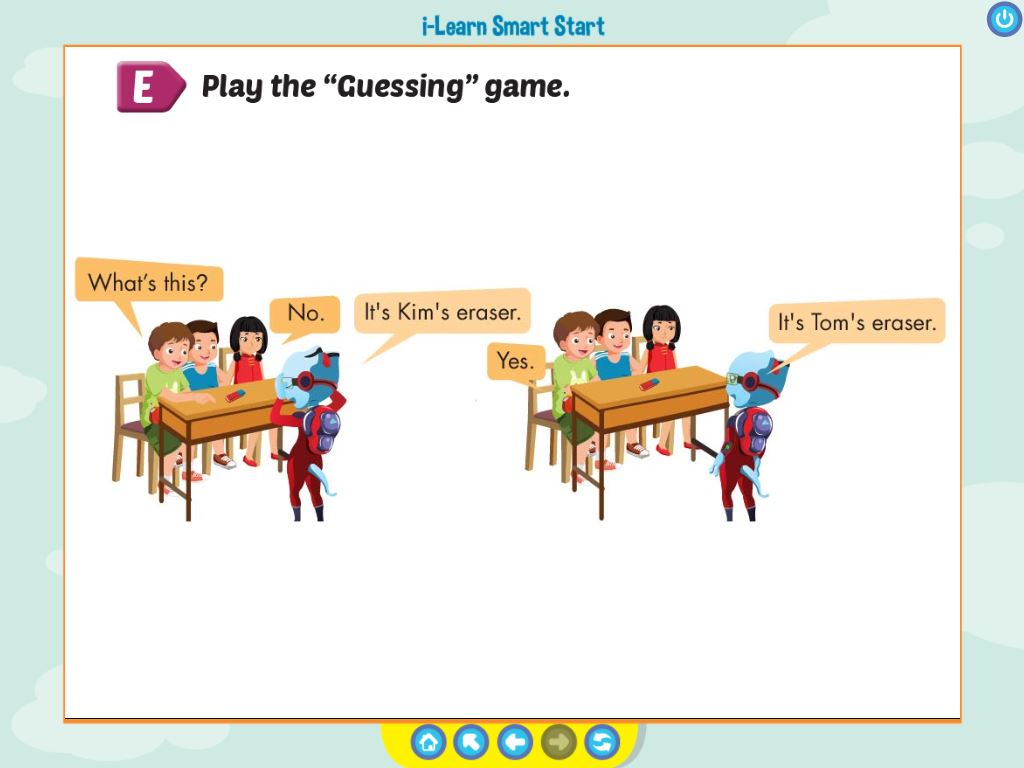 i-Learn Smart Start
E Play the “Guessing” game.
What’s this?
No.
It's Kim's eraser.
Yes.
It's Tom's eraser.